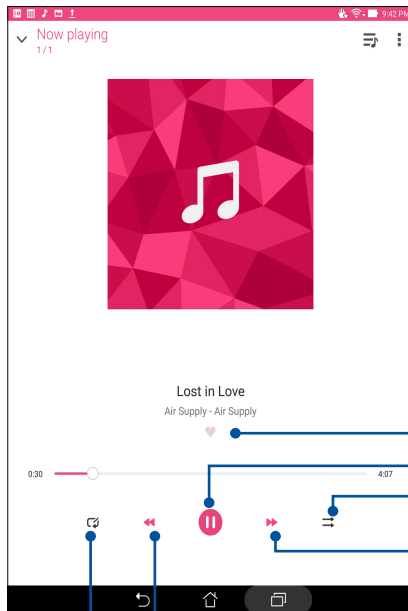 9:42 PM
Now playing
1 / 1
Lost in Love
Air Supply - Air Supply
0:30
4:07